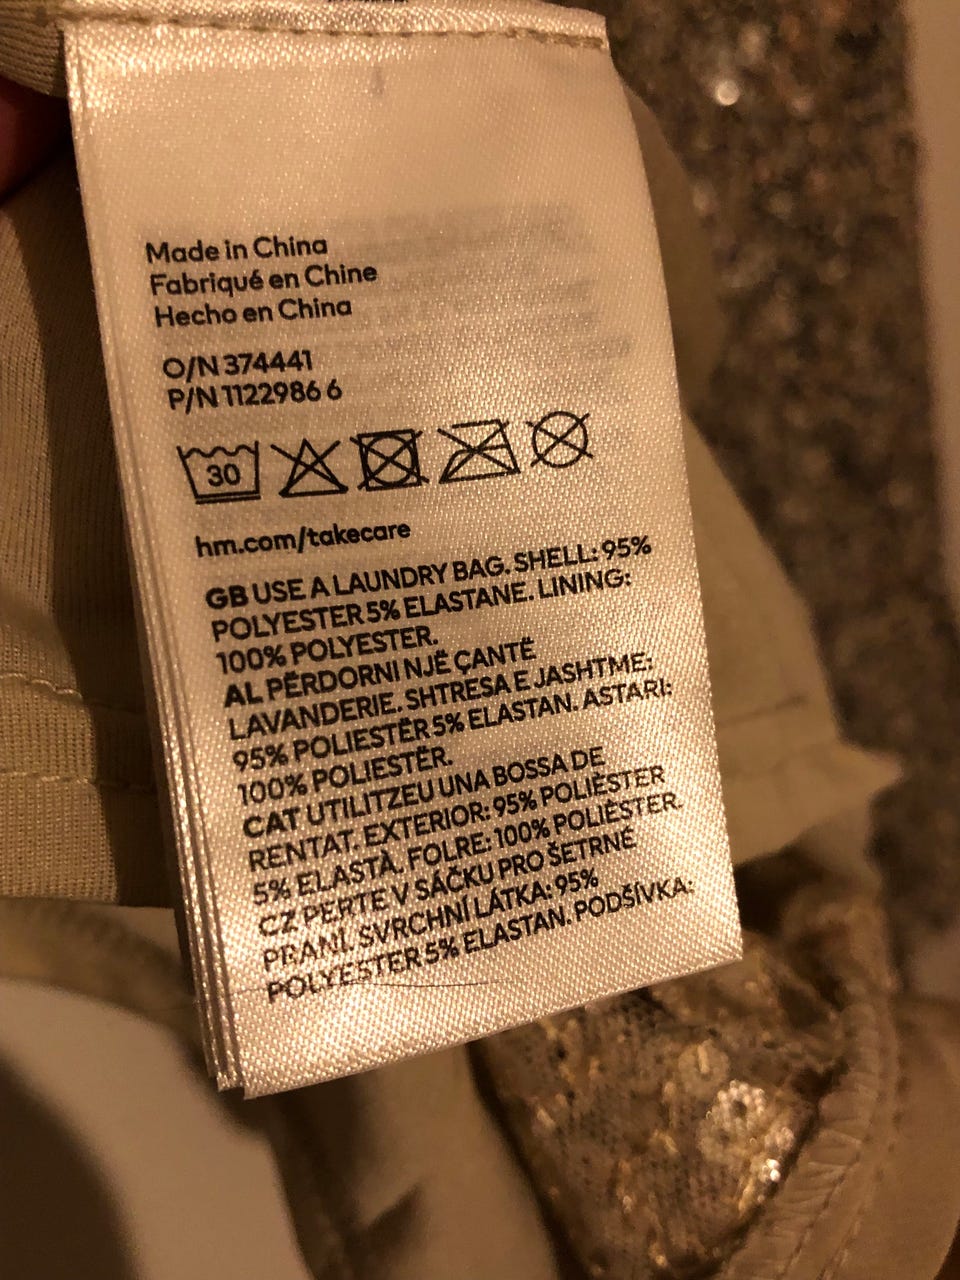 Made in China
Fabriqué en Chine
Hecho en China
O/N 374441
P/N 1122986 6
30
hm.com/takecare
GB USE A LAUNDRY BAG. SHELL: 95%
POLYESTER 5% ELASTANE. LINING:
100% POLYESTER.
AL PËRDORNI NJË ÇANTË
LAVANDERIE. SHTRESA E JASHTME:
95% POLIESTËR 5% ELASTAN. ASTARI:
100% POLIESTËR.
CAT UTILITZEU UNA BOSSA DE
RENTAT. EXTERIOR: 95% POLIÈSTER
5% ELASTÀ. FOLRE: 100% POLIÈSTER.
CZ PERTE V SÁČKU PRO ŠETRNÉ
PRANÍ. SVRCHNÍ LÁTKA: 95%
POLYESTER 5% ELASTAN. PODŠÍVKA: